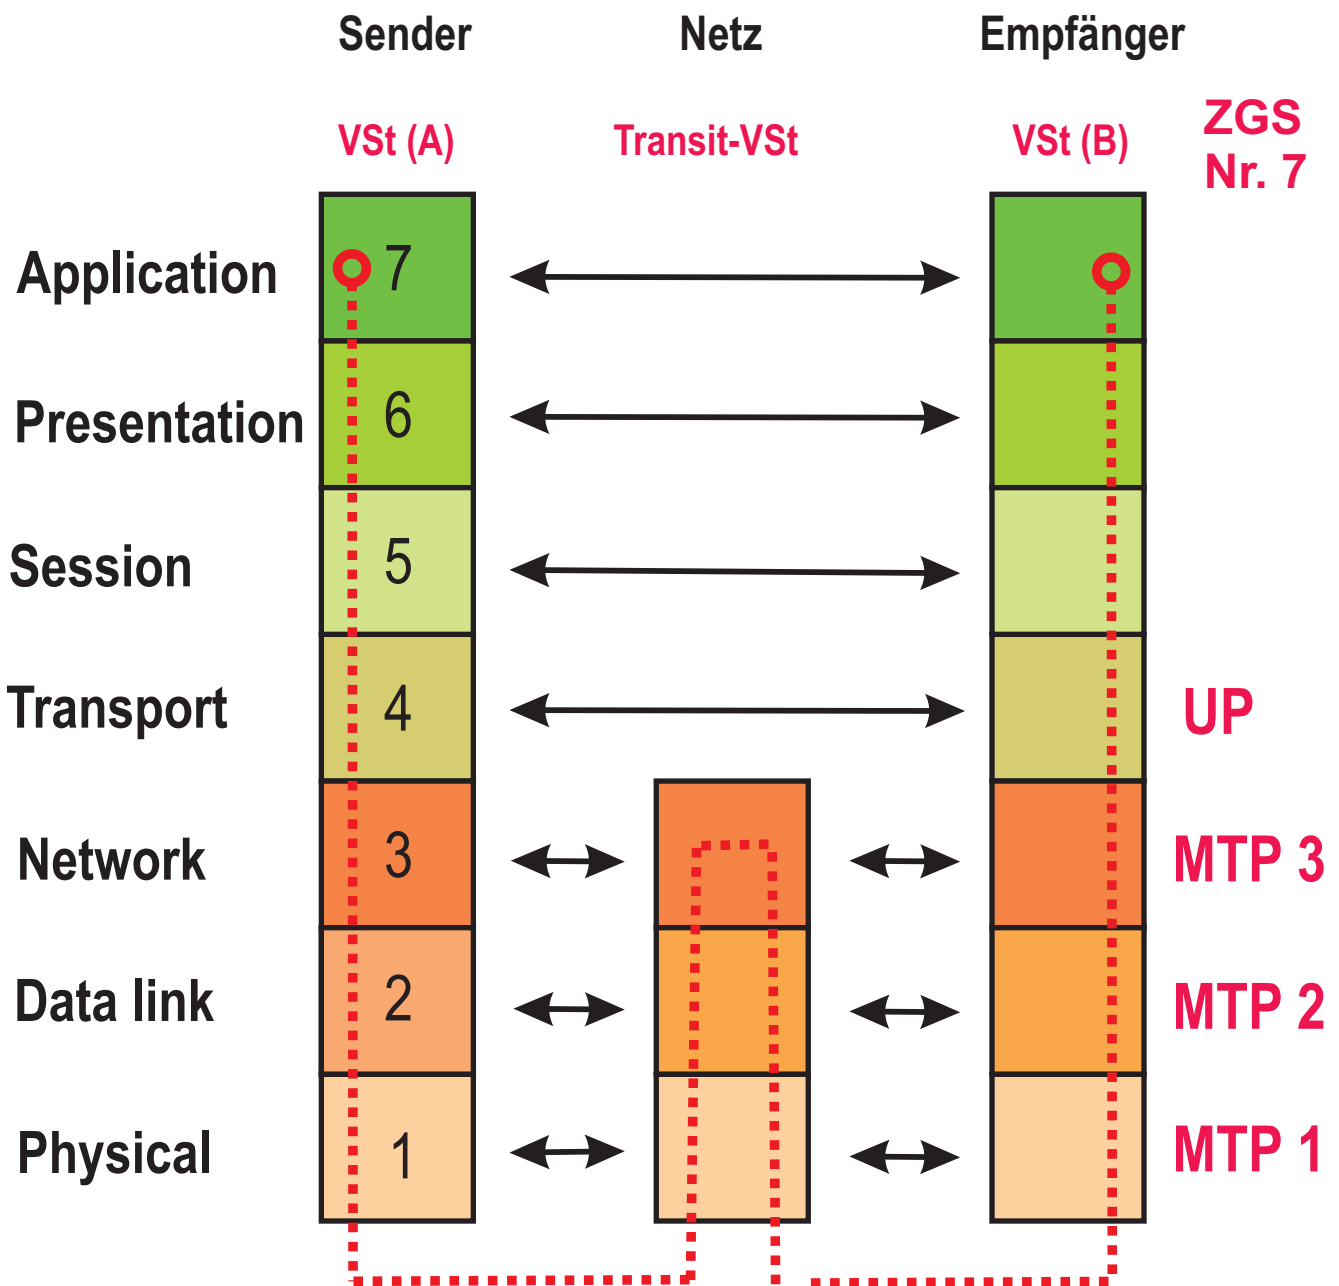 Sender Netz Empfänger
VSt (A) Transit-VSt VSt (B) ZGS
Nr. 7
Application 7
Presentation 6
Session 5
Transport 4 UP
Network 3 MTP 3
Data link 2 MTP 2
Physical 1 MTP 1